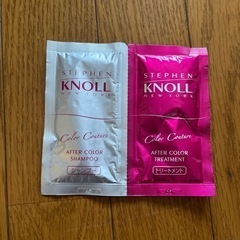 STEPHEN
KNOLL
NEW YORK
Color Couture
AFTER COLOR
SHAMPOO
シャンプー
STEPHEN
KNOLL
NEW YORK
Color Couture
AFTER COLOR
TREATMENT
トリートメント